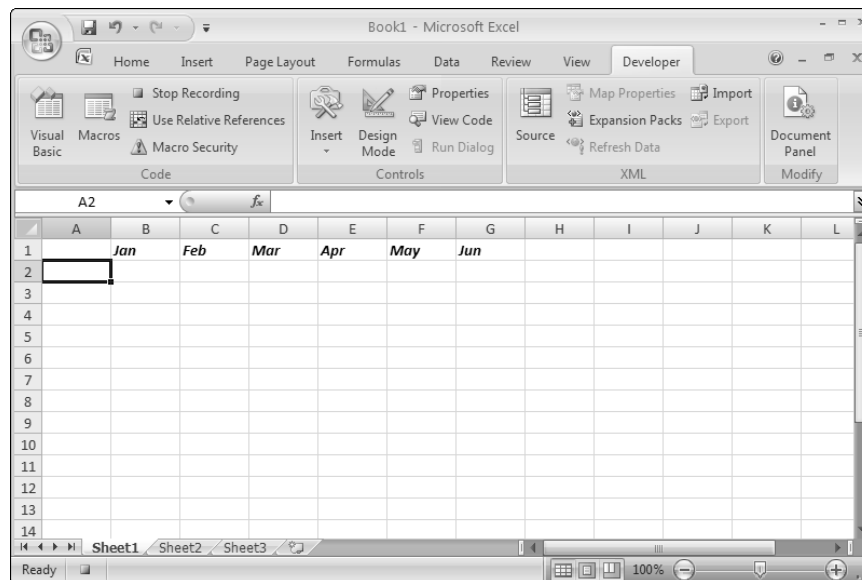 Book1 - Microsoft Excel
Home Insert Page Layout Formulas Data Review View Developer
Visual Basic
Macros
Stop Recording
Use Relative References
Macro Security
Code
Insert
Design Mode
Properties
View Code
Run Dialog
Controls
Source
Map Properties
Expansion Packs
Refresh Data
Import
Export
XML
Document Panel
Modify
A2 fx
A B C D E F G H I J K L
1 Jan Feb Mar Apr May Jun
2
3
4
5
6
7
8
9
10
11
12
13
14
Sheet1 Sheet2 Sheet3
Ready 100%